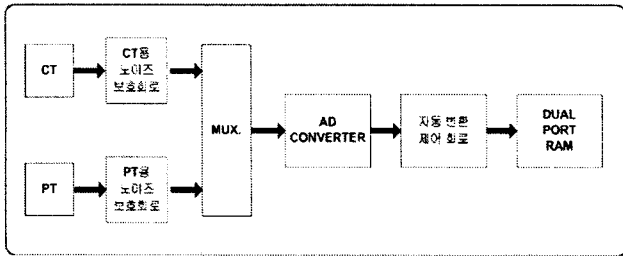 CT
CT용
노이즈
보호회로
PT
PT용
노이즈
보호회로
MUX.
AD
CONVERTER
자동 변환
제어 회로
DUAL
PORT
RAM